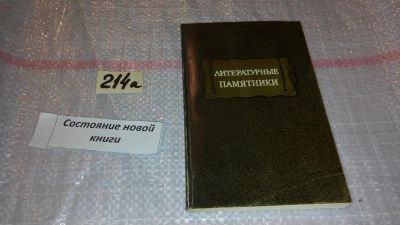 214а
Состояние новой
книги
ЛИТЕРАТУРНЫЕ
ПАМЯТНИКИ